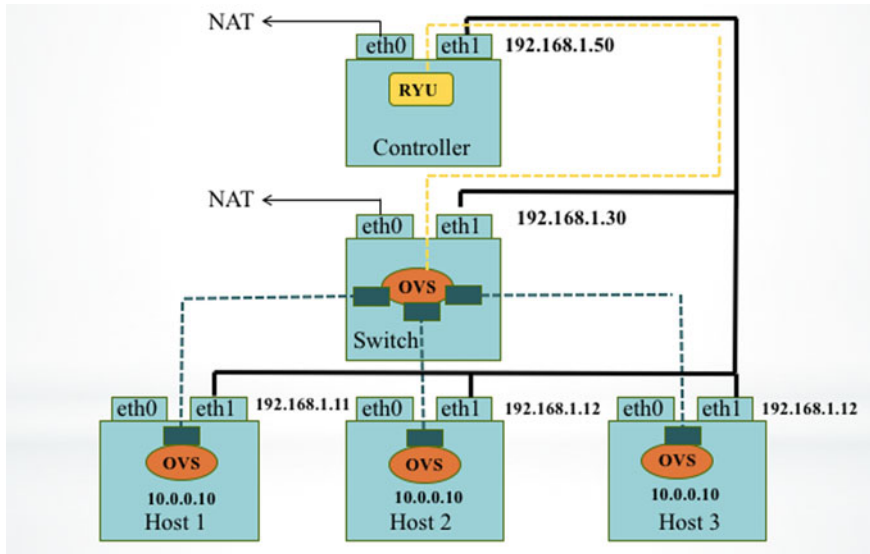 NAT
eth0
eth1
192.168.1.50
RYU
Controller
NAT
eth0
eth1
192.168.1.30
OVS
Switch
eth0
eth1
192.168.1.11
eth0
eth1
192.168.1.12
eth0
eth1
192.168.1.12
OVS
OVS
OVS
10.0.0.10
10.0.0.10
10.0.0.10
Host 1
Host 2
Host 3